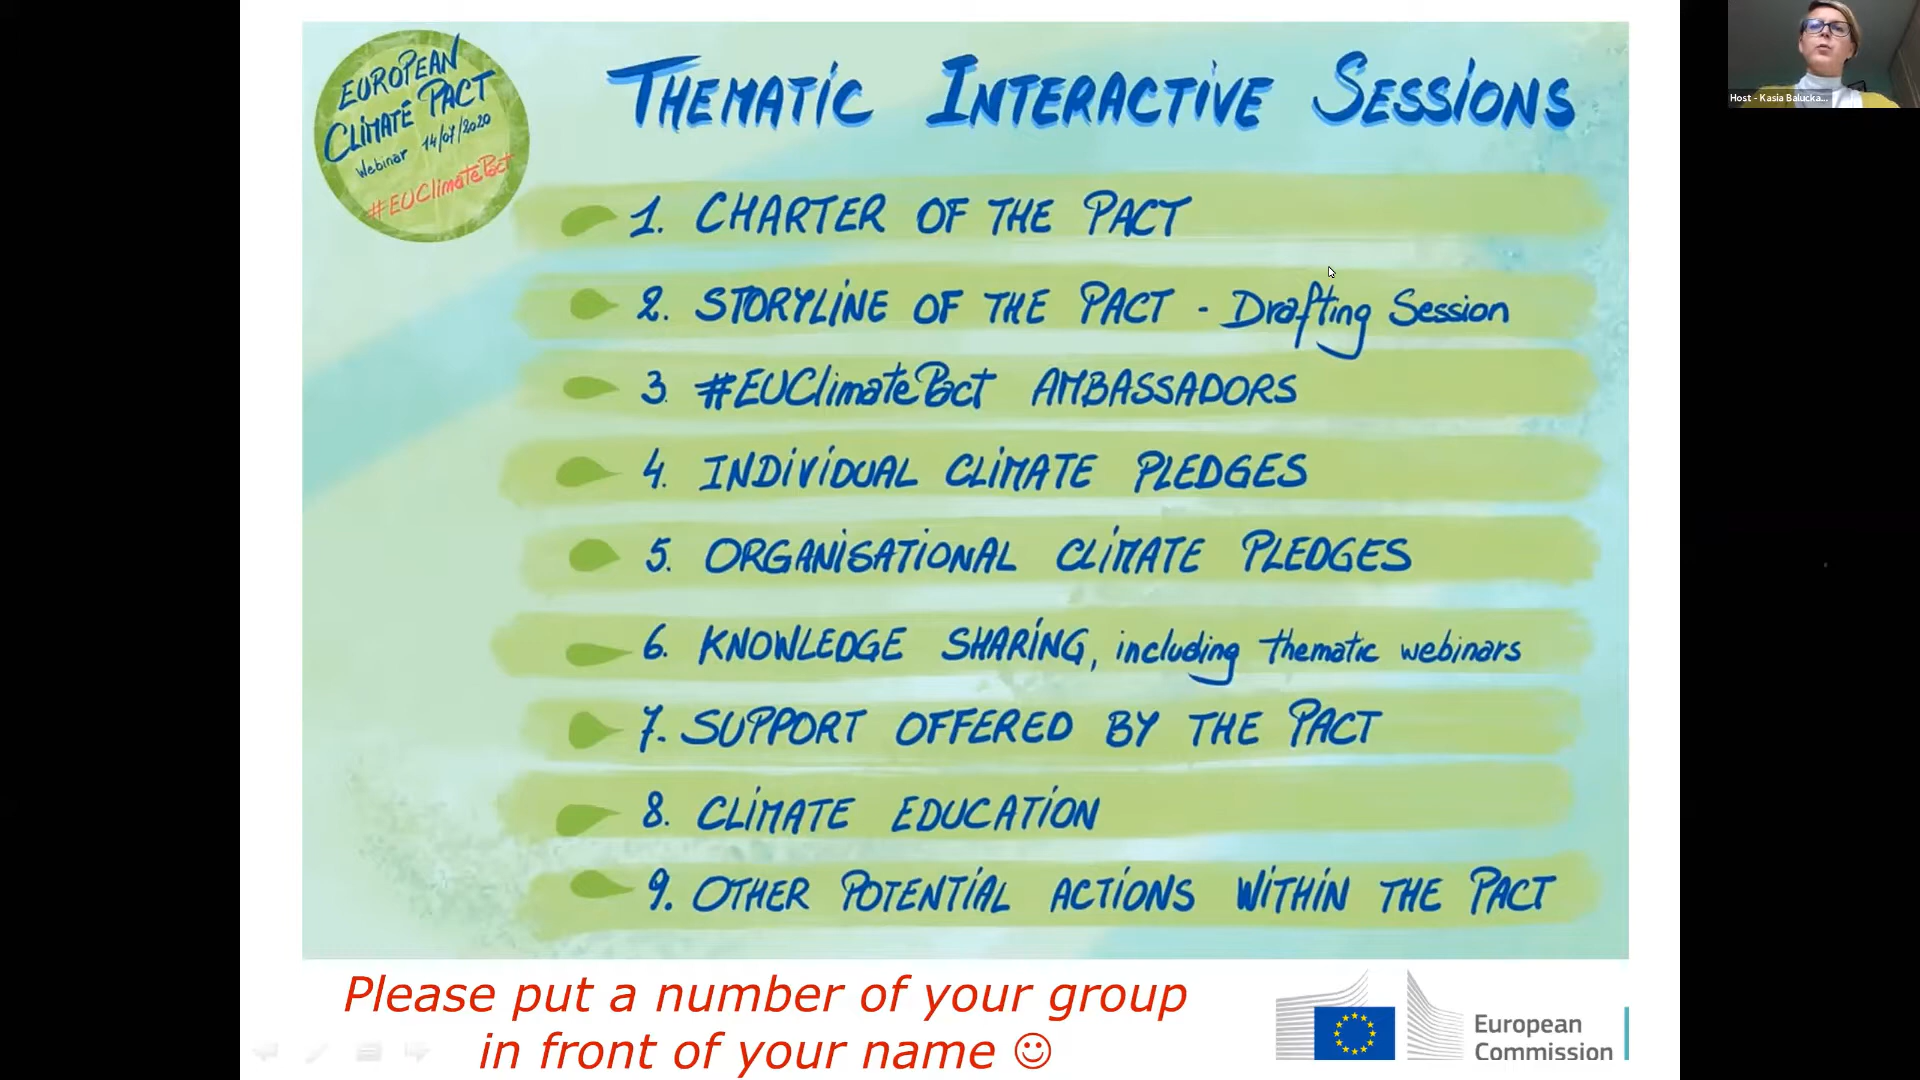 EUROPEAN
CLIMATE PACT
Webinar 14/07/2020
#EUClimatePact
THEMATIC INTERACTIVE SESSIONS
1. CHARTER OF THE PACT
2. STORYLINE OF THE PACT - Drafting Session
3. #EUClimatePact AMBASSADORS
4. INDIVIDUAL CLIMATE PLEDGES
5. ORGANISATIONAL CLIMATE PLEDGES
6. KNOWLEDGE SHARING, including thematic webinars
7. SUPPORT OFFERED BY THE PACT
8. CLIMATE EDUCATION
9. OTHER POTENTIAL ACTIONS WITHIN THE PACT
Please put a number of your group
in front of your name ☺
European
Commission
Host - Kasia Balucka...